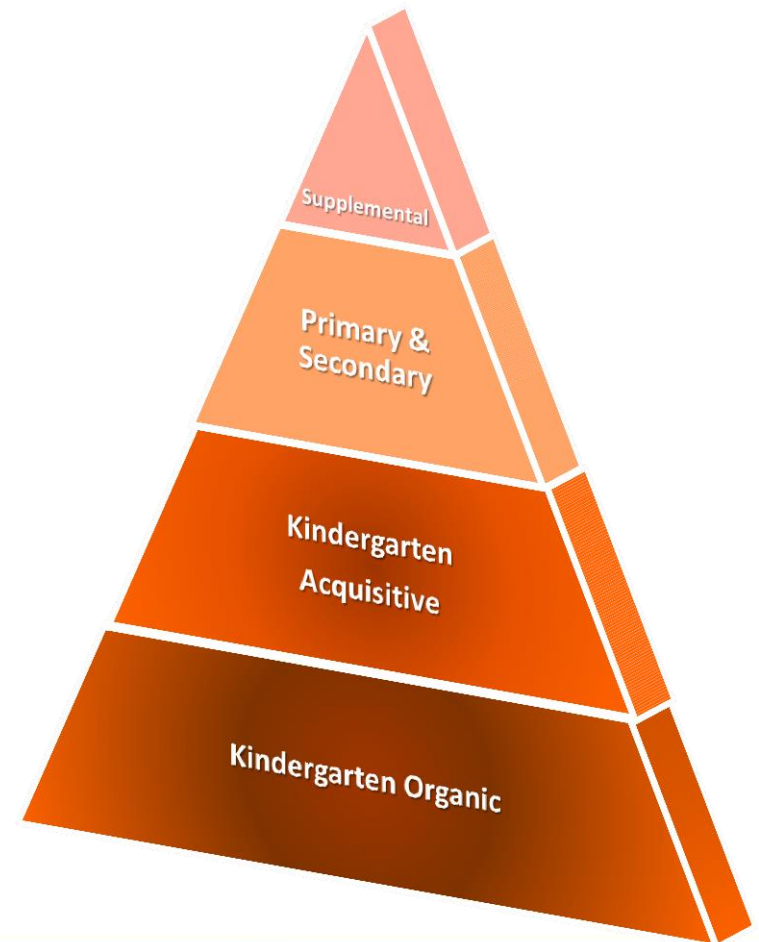 Supplemental
Primary &
Secondary
Kindergarten
Acquisitive
Kindergarten Organic